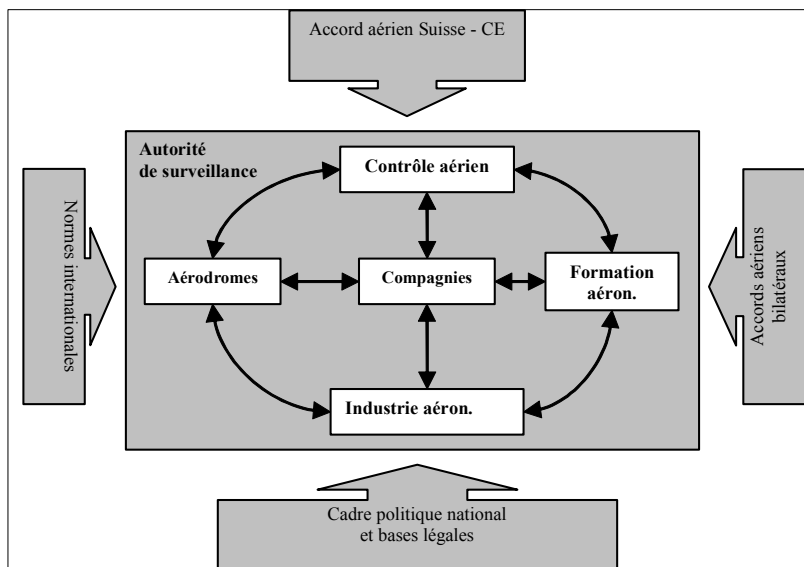 Accord aérien Suisse - CE
Autorité
de surveillance
Contrôle aérien
Normes internationales
Aérodromes
Compagnies
Formation
aéron.
Accords aériens
bilatéraux
Industrie aéron.
Cadre politique national
et bases légales